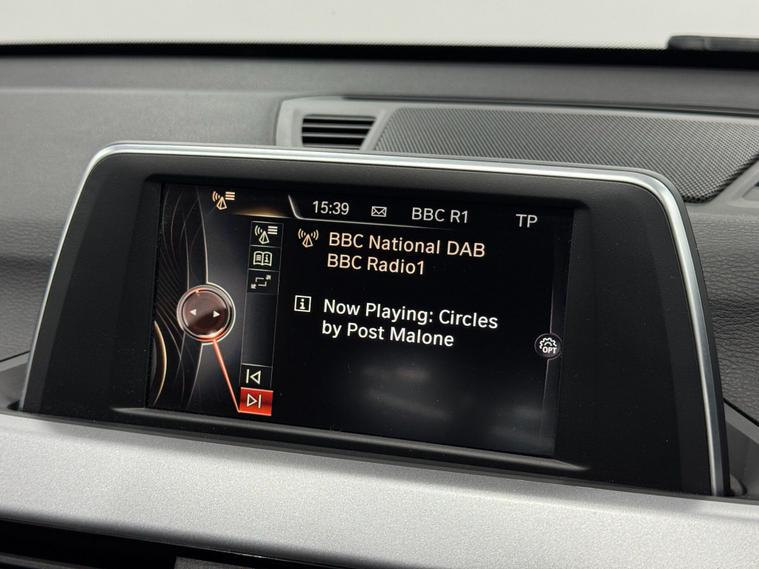 15:39 BBC R1 TP
BBC National DAB
BBC Radio1
Now Playing: Circles
by Post Malone
OPT